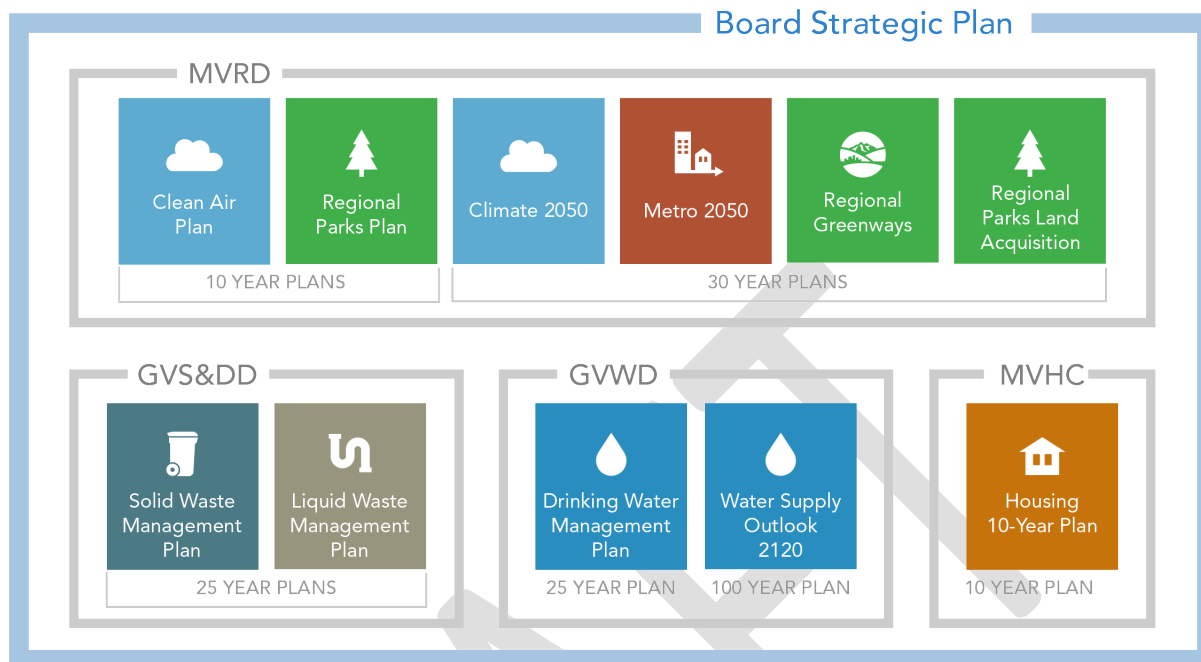 Board Strategic Plan
MVRD
Clean Air
Plan
Regional
Parks Plan
Climate 2050
Metro 2050
Regional
Greenways
Regional
Parks Land
Acquisition
10 YEAR PLANS
30 YEAR PLANS
GVS&DD
Solid Waste
Management
Plan
Liquid Waste
Management
Plan
25 YEAR PLANS
GVWD
Drinking Water
Management
Plan
Water Supply
Outlook
2120
25 YEAR PLAN
100 YEAR PLAN
MVHC
Housing
10-Year Plan
10 YEAR PLAN